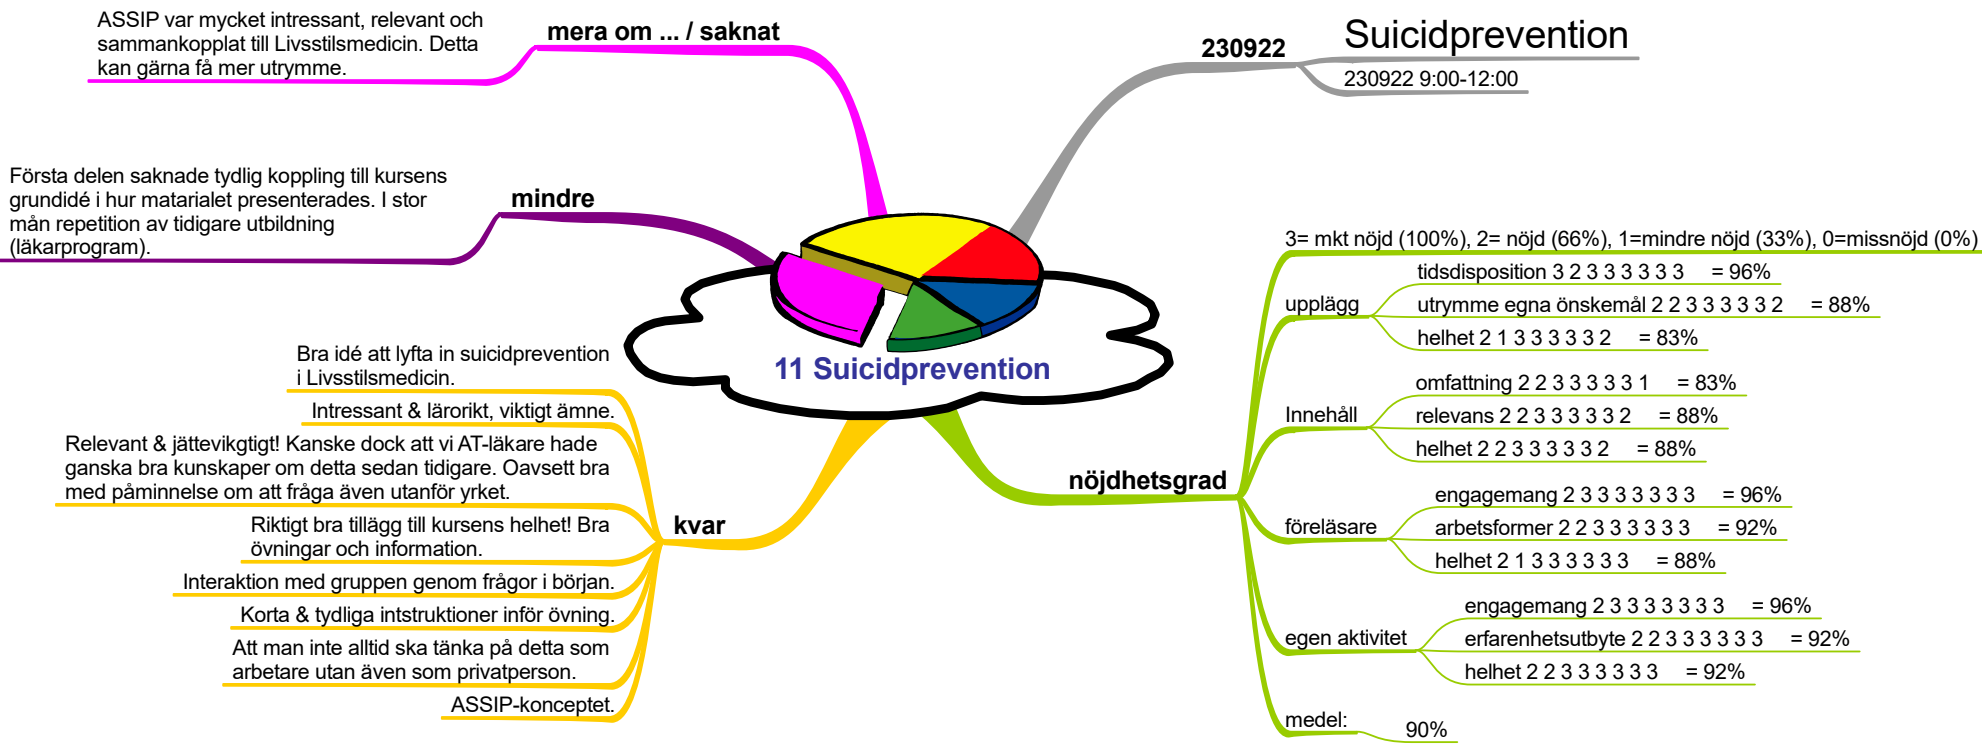 ASSIP var mycket intressant, relevant och
sammankopplat till Livsstilsmedicin. Detta
kan gärna få mer utrymme.
mera om ... / saknat
230922
Suicidprevention
230922 9:00-12:00
Första delen saknade tydlig koppling till kursens
grundidé i hur matarialet presenterades. I stor
mån repetition av tidigare utbildning
(läkarprogram).
mindre
11 Suicidprevention
Bra idé att lyfta in suicidprevention
i Livsstilsmedicin.
Intressant & lärorikt, viktigt ämne.
Relevant & jättevikgtigt! Kanske dock att vi AT-läkare hade
ganska bra kunskaper om detta sedan tidigare. Oavsett bra
med påminnelse om att fråga även utanför yrket.
Riktigt bra tillägg till kursens helhet! Bra
övningar och information.
Interaktion med gruppen genom frågor i början.
Korta & tydliga intstruktioner inför övning.
Att man inte alltid ska tänka på detta som
arbetare utan även som privatperson.
ASSIP-konceptet.
kvar
nöjdhetsgrad
3= mkt nöjd (100%), 2= nöjd (66%), 1=mindre nöjd (33%), 0=missnöjd (0%)
upplägg
tidsdisposition 3 2 3 3 3 3 3 3 = 96%
utrymme egna önskemål 2 2 3 3 3 3 3 2 = 88%
helhet 2 1 3 3 3 3 3 2 = 83%
Innehåll
omfattning 2 2 3 3 3 3 3 1 = 83%
relevans 2 2 3 3 3 3 3 2 = 88%
helhet 2 2 3 3 3 3 3 2 = 88%
föreläsare
engagemang 2 3 3 3 3 3 3 3 = 96%
arbetsformer 2 2 3 3 3 3 3 3 = 92%
helhet 2 1 3 3 3 3 3 3 = 88%
egen aktivitet
engagemang 2 3 3 3 3 3 3 3 = 96%
erfarenhetsutbyte 2 2 3 3 3 3 3 3 = 92%
helhet 2 2 3 3 3 3 3 3 = 92%
medel:
90%